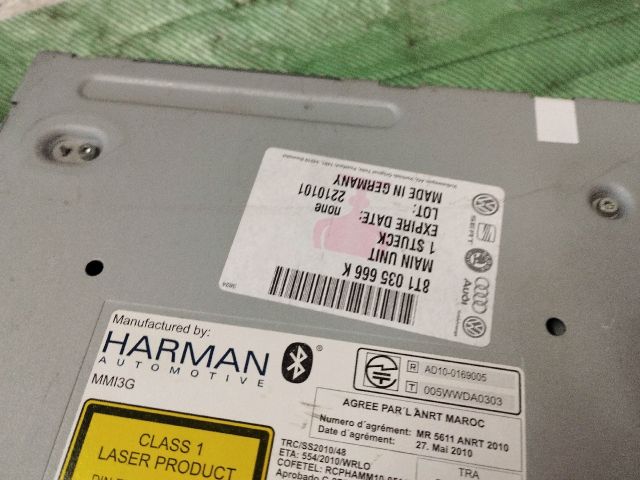 8T1 035 666 K
MAIN UNIT
1 STUECK
EXPIRE DATE: none
LOT: 2210101
MADE IN GERMANY
SEAT
Audi
Manufactured by:
HARMAN
AUTOMOTIVE
MMI3G
CLASS 1
LASER PRODUCT
R AD10-0169005
T 005WWDA0303
AGREE PAR L'ANRT MAROC
Numero d'agrément: MR 5611 ANRT 2010
Date d'agrément: 27. Mai 2010
TRC/SS2010/48
ETA: 554/2010/WRLO
TRA